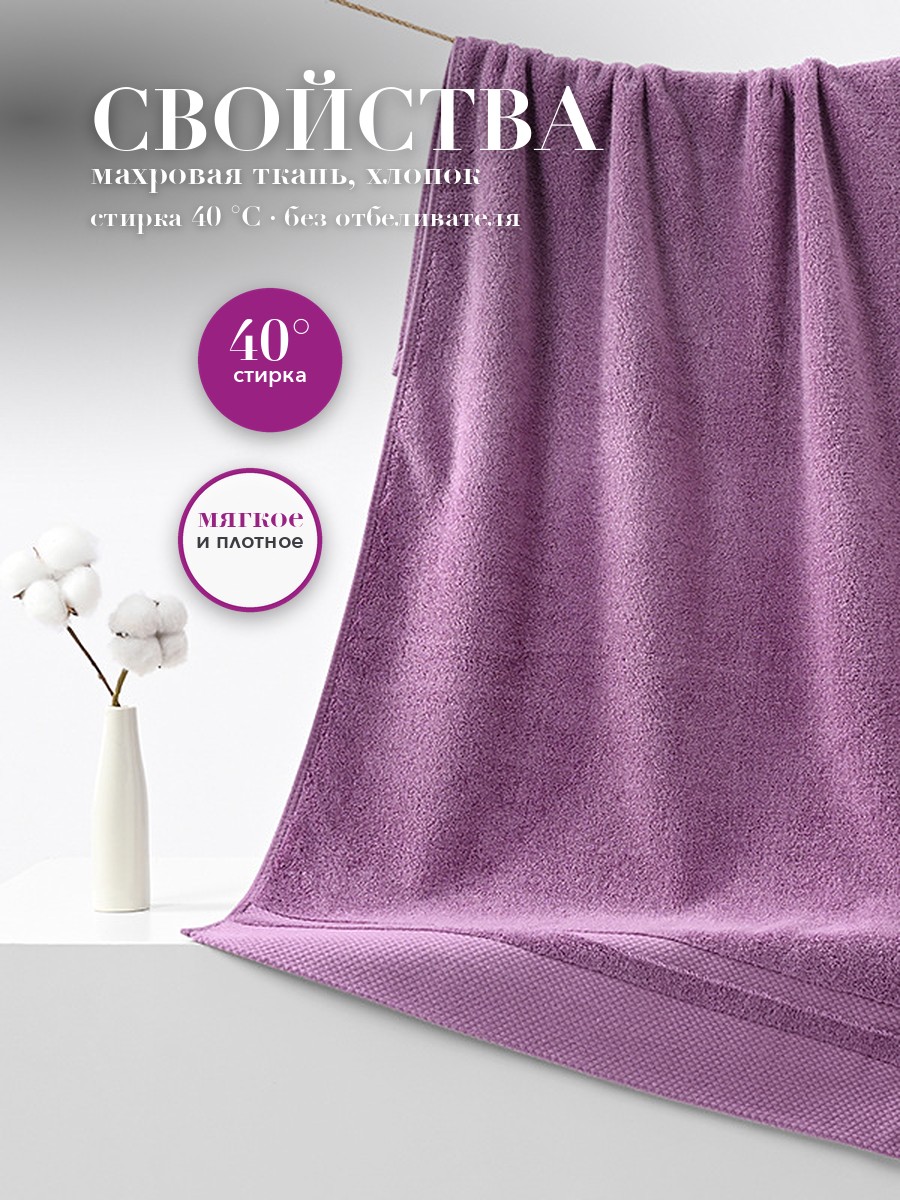 СВОЙСТВА
махровая ткань, хлопок
стирка 40 °C · без отбеливателя
40°
стирка
мягкое
и плотное